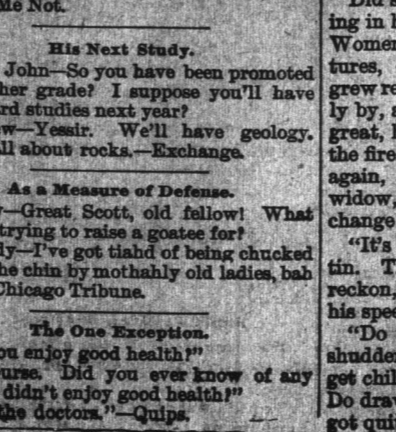 Me Not.
His Next Study.
John—So you have been promoted
her grade? I suppose you'll have
rd studies next year?
w—Yessir. We'll have geology.
ll about rocks.—Exchange.
As a Measure of Defense.
—Great Scott, old fellow! What
trying to raise a goatee for?
dy—I've got tiahd of being chucked
he chin by mothahly old ladies, bah
Chicago Tribune.
The One Exception.
ou enjoy good health?"
urse. Did you ever know of any
didn't enjoy good health?"
the doctors."—Quips.
ing in h
Women
tures,
grew re
ly by, a
great, l
the fire
again,
widow,
change
"It's
tin. T
reckon,
his spee
"Do
shudder
get chil
Do draw
got quit